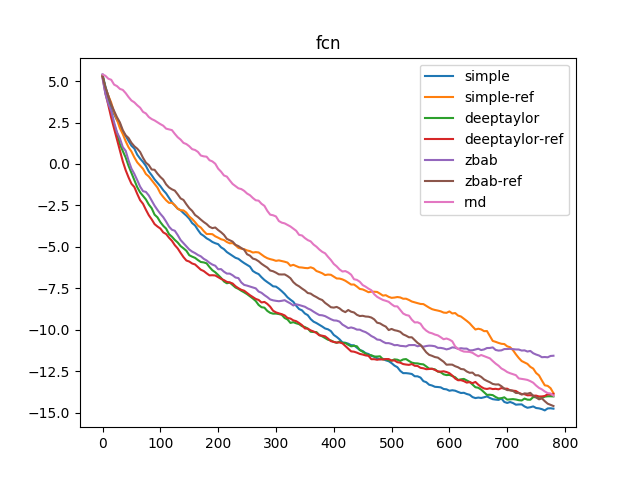 fcn
simple
simple-ref
deeptaylor
deeptaylor-ref
zbab
zbab-ref
rnd
5.0
2.5
0.0
−2.5
−5.0
−7.5
−10.0
−12.5
−15.0
0 100 200 300 400 500 600 700 800